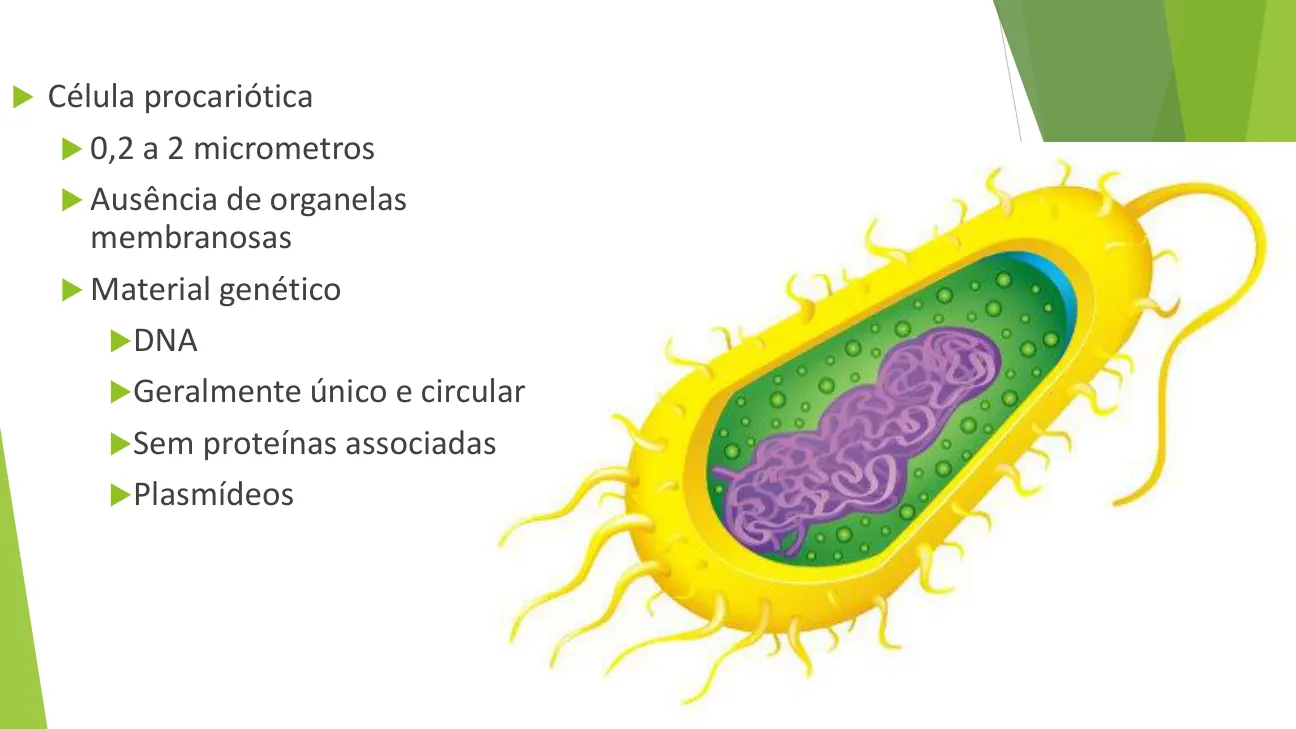 Célula procariótica
0,2 a 2 micrometros
Ausência de organelas
membranosas
Material genético
DNA
Geralmente único e circular
Sem proteínas associadas
Plasmídeos